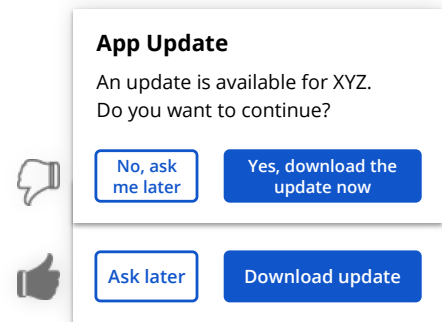 App Update
An update is available for XYZ.
Do you want to continue?
No, ask
me later
Yes, download the
update now
Ask later
Download update